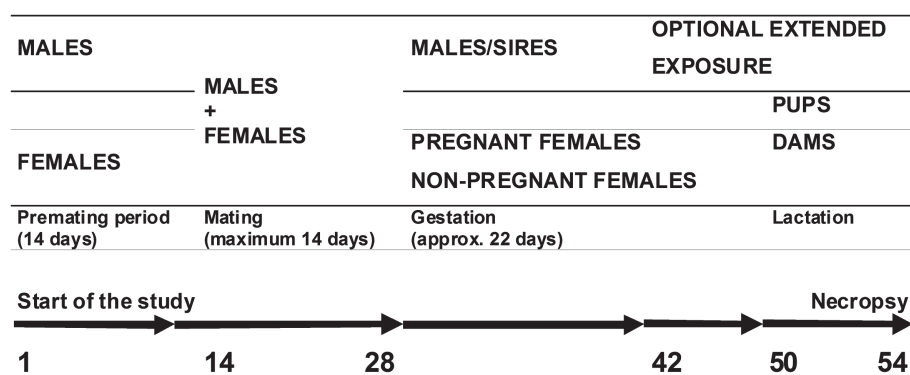 MALES
MALES
+
FEMALES
MALES/SIRES
OPTIONAL EXTENDED
EXPOSURE
PUPS
FEMALES
PREGNANT FEMALES
DAMS
NON-PREGNANT FEMALES
Premating period
(14 days)
Mating
(maximum 14 days)
Gestation
(approx. 22 days)
Lactation
Start of the study
Necropsy
1 14 28 42 50 54